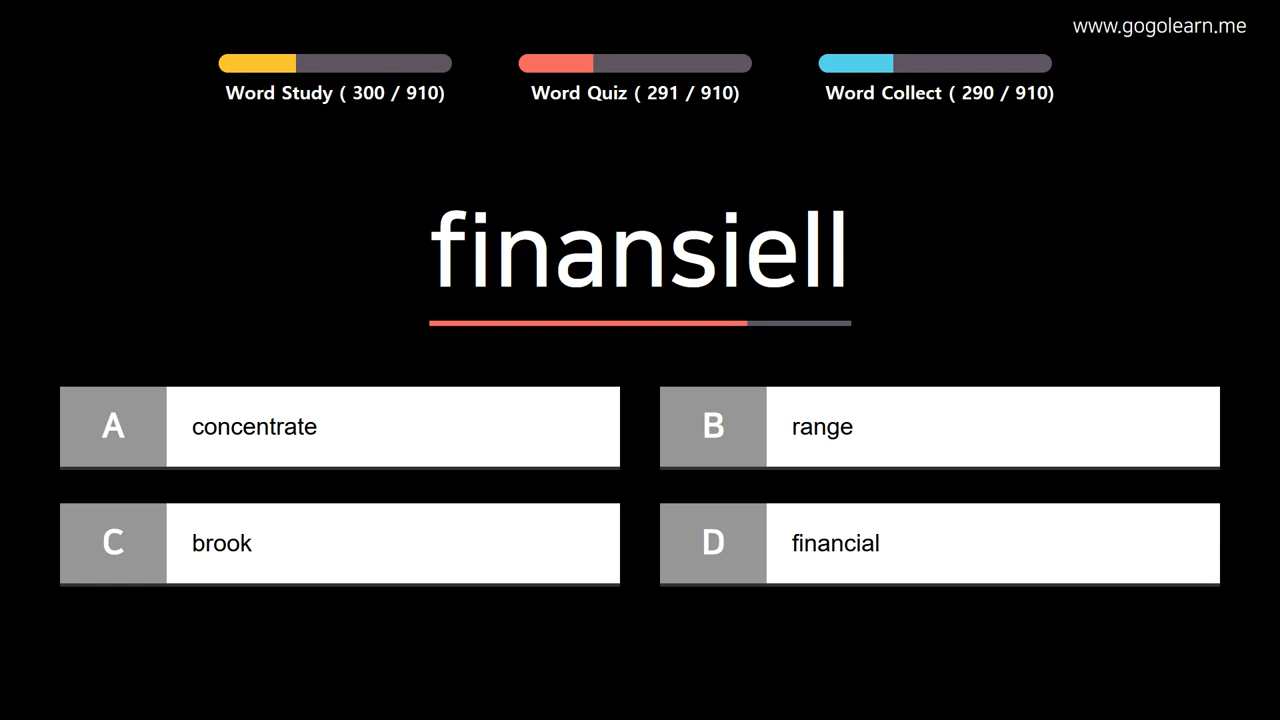 www.gogolearn.me
Word Study ( 300 / 910)
Word Quiz ( 291 / 910)
Word Collect ( 290 / 910)
finansiell
A concentrate
B range
C brook
D financial